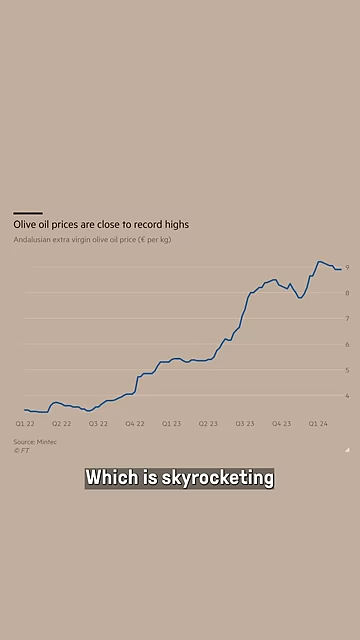 Olive oil prices are close to record highs
Andalusian extra virgin olive oil price (€ per kg)
9
8
7
6
5
4
Q1 22 Q2 22 Q3 22 Q4 22 Q1 23 Q2 23 Q3 23 Q4 23 Q1 24
Source: Mintec
© FT
Which is skyrocketing